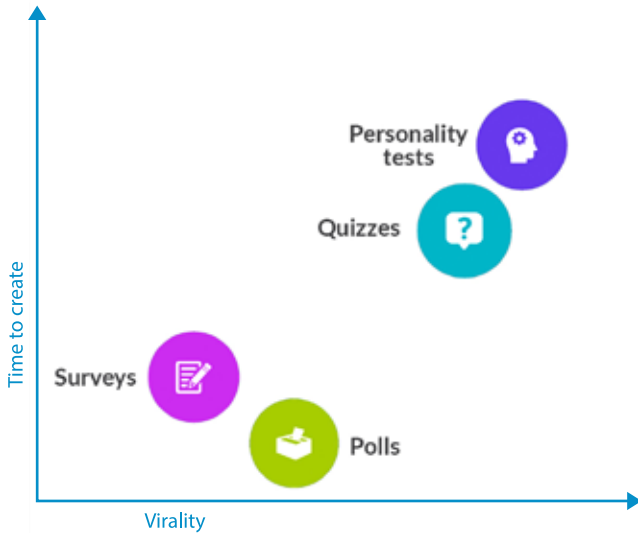 Personality
tests
Quizzes
?
Time to create
Surveys
Polls
Virality